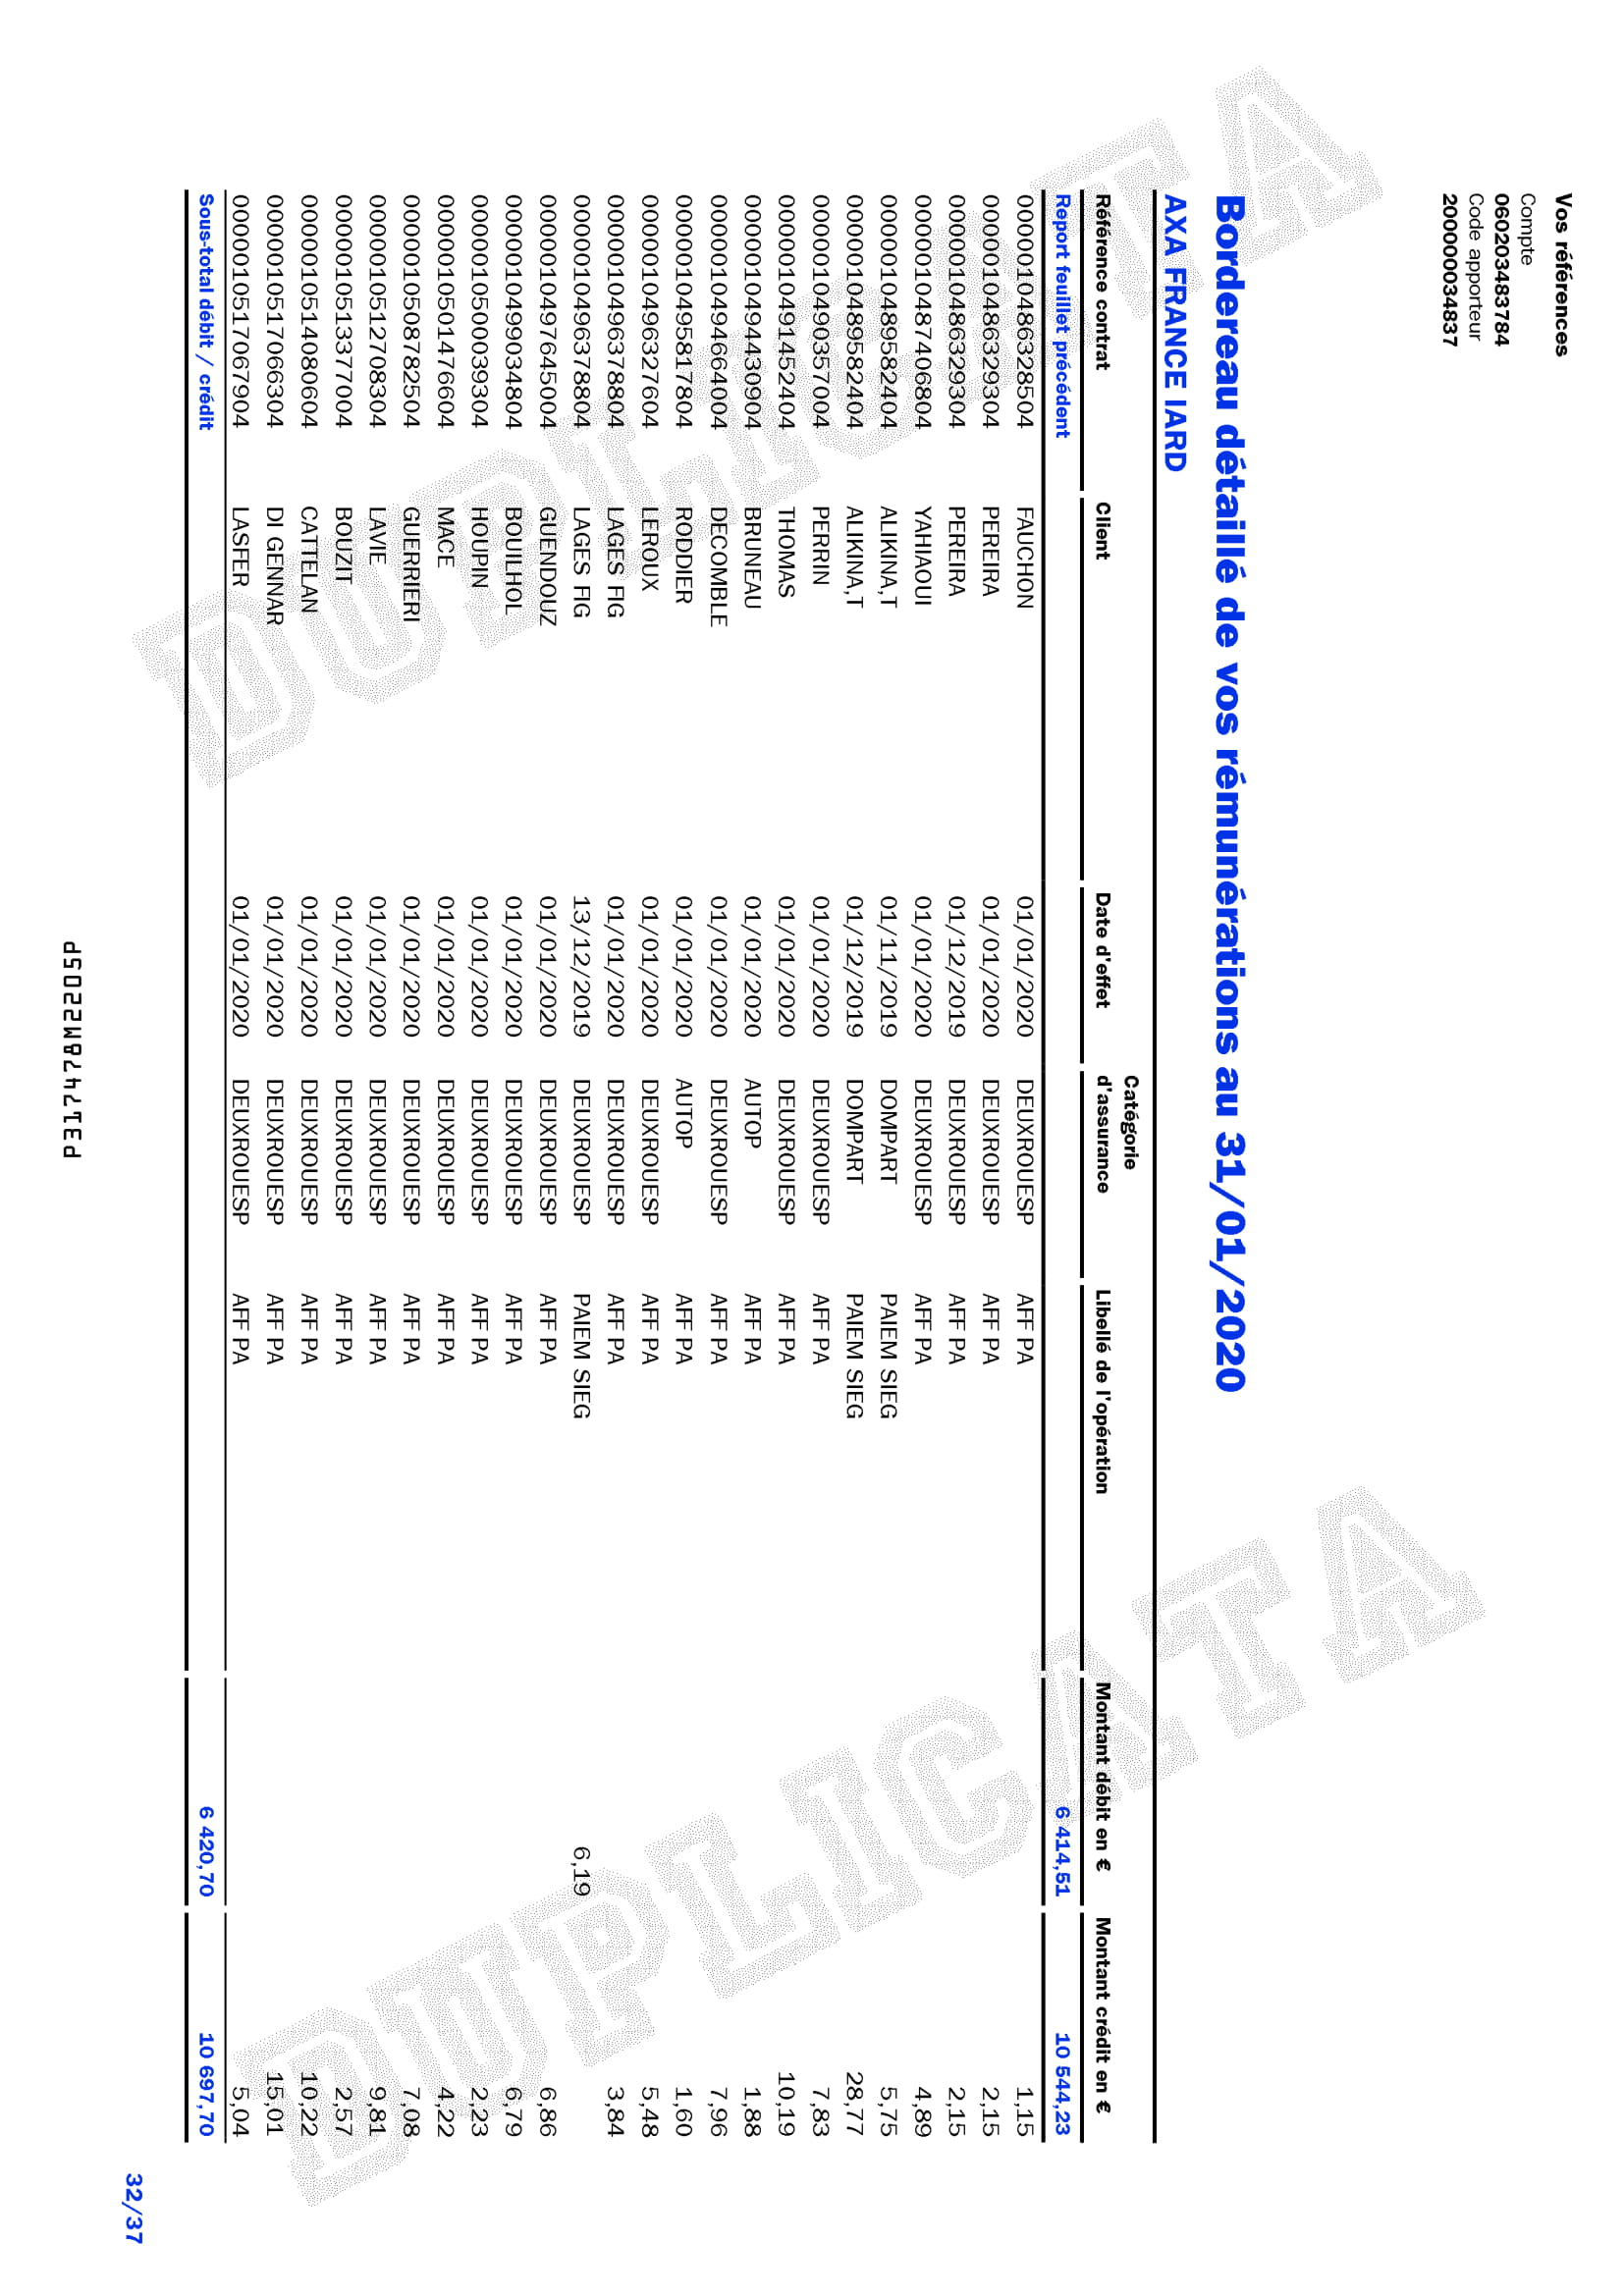 Vos références
Compte
060203483784
Code apporteur
20000034837
Bordereau détaillé de vos rémunérations au 31/01/2020
AXA FRANCE IARD
Référence contrat Client Date d'effet Catégorie d'assurance Libellé de l'opération Montant débit en € Montant crédit en €
Report feuillet précédent 6 414,51 10 544,23
0000010486328504 FAUCHON 01/01/2020 DEUXROUESP AFF PA 1,15
0000010486329304 PEREIRA 01/01/2020 DEUXROUESP AFF PA 2,15
0000010486329304 PEREIRA 01/12/2019 DEUXROUESP AFF PA 2,15
0000010487406804 YAHIAOUI 01/01/2020 DEUXROUESP AFF PA 4,89
0000010489582404 ALIKINA,T 01/11/2019 DOMPART PAIEM SIEG 5,75
0000010489582404 ALIKINA,T 01/12/2019 DOMPART PAIEM SIEG 28,77
0000010490357004 PERRIN 01/01/2020 DEUXROUESP AFF PA 7,83
0000010491452404 THOMAS 01/01/2020 DEUXROUESP AFF PA 10,19
0000010494430904 BRUNEAU 01/01/2020 AUTOP AFF PA 1,88
0000010494664004 DECOMBLE 01/01/2020 DEUXROUESP AFF PA 7,96
0000010495817804 RODDIER 01/01/2020 AUTOP AFF PA 1,60
0000010496327604 LEROUX 01/01/2020 DEUXROUESP AFF PA 5,48
0000010496378804 LAGES FIG 01/01/2020 DEUXROUESP AFF PA 3,84
0000010496378804 LAGES FIG 13/12/2019 DEUXROUESP PAIEM SIEG 6,19
0000010497645004 GUENDOUZ 01/01/2020 DEUXROUESP AFF PA 6,86
0000010499034804 BOUILHOL 01/01/2020 DEUXROUESP AFF PA 6,79
0000010500039304 HOUPIN 01/01/2020 DEUXROUESP AFF PA 2,23
0000010501476604 MACE 01/01/2020 DEUXROUESP AFF PA 4,22
0000010508782504 GUERRIERI 01/01/2020 DEUXROUESP AFF PA 7,08
0000010512708304 LAVIE 01/01/2020 DEUXROUESP AFF PA 9,81
0000010513377004 BOUZIT 01/01/2020 DEUXROUESP AFF PA 2,57
0000010514080604 CATTELAN 01/01/2020 DEUXROUESP AFF PA 10,22
0000010517066304 DI GENNAR 01/01/2020 DEUXROUESP AFF PA 15,01
0000010517067904 LASFER 01/01/2020 DEUXROUESP AFF PA 5,04
Sous-total débit / crédit 6 420,70 10 697,70
32/37
PSO22M87471EP
DUPLICATA
DUPLICATA